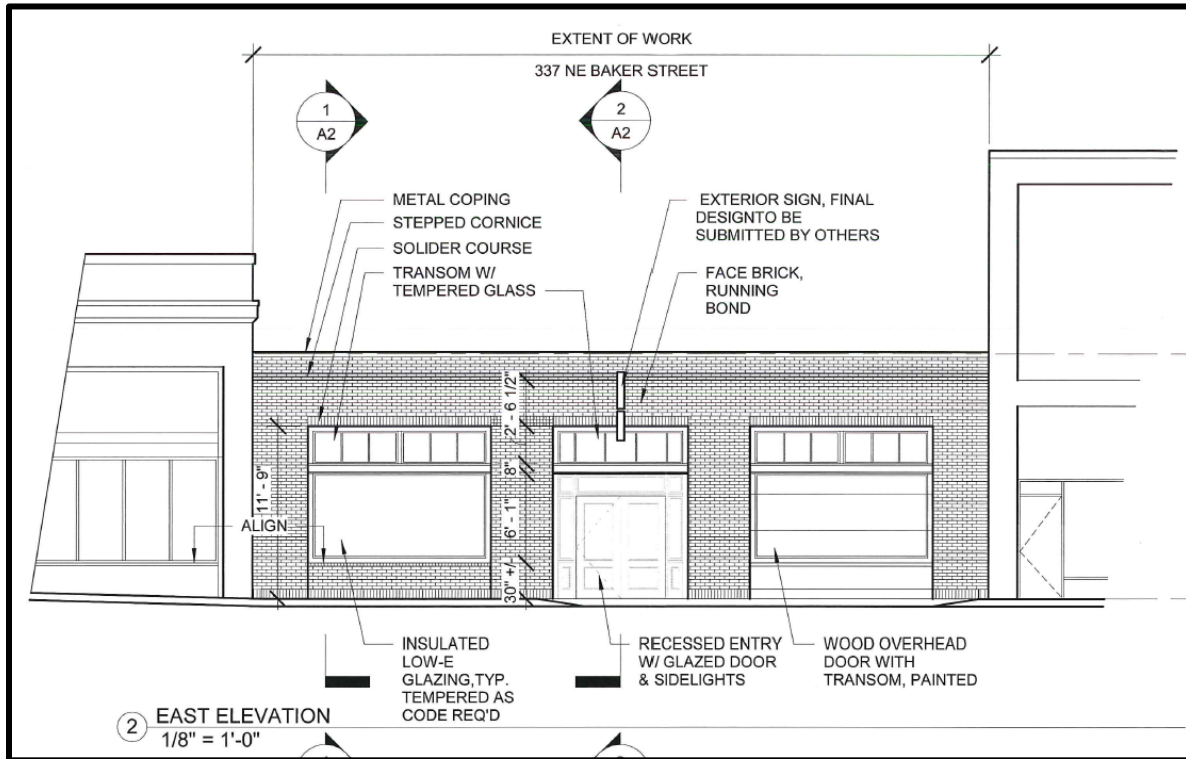 EXTENT OF WORK
337 NE BAKER STREET
1
A2
2
A2
METAL COPING
STEPPED CORNICE
SOLIDER COURSE
TRANSOM W/
TEMPERED GLASS
EXTERIOR SIGN, FINAL
DESIGNTO BE
SUBMITTED BY OTHERS
FACE BRICK,
RUNNING
BOND
2' - 6 1/2"
8"
6' - 1"
30" +/-
11' - 9"
ALIGN
INSULATED
LOW-E
GLAZING,TYP.
TEMPERED AS
CODE REQ'D
RECESSED ENTRY
W/ GLAZED DOOR
& SIDELIGHTS
WOOD OVERHEAD
DOOR WITH
TRANSOM, PAINTED
2 EAST ELEVATION
1/8" = 1'-0"